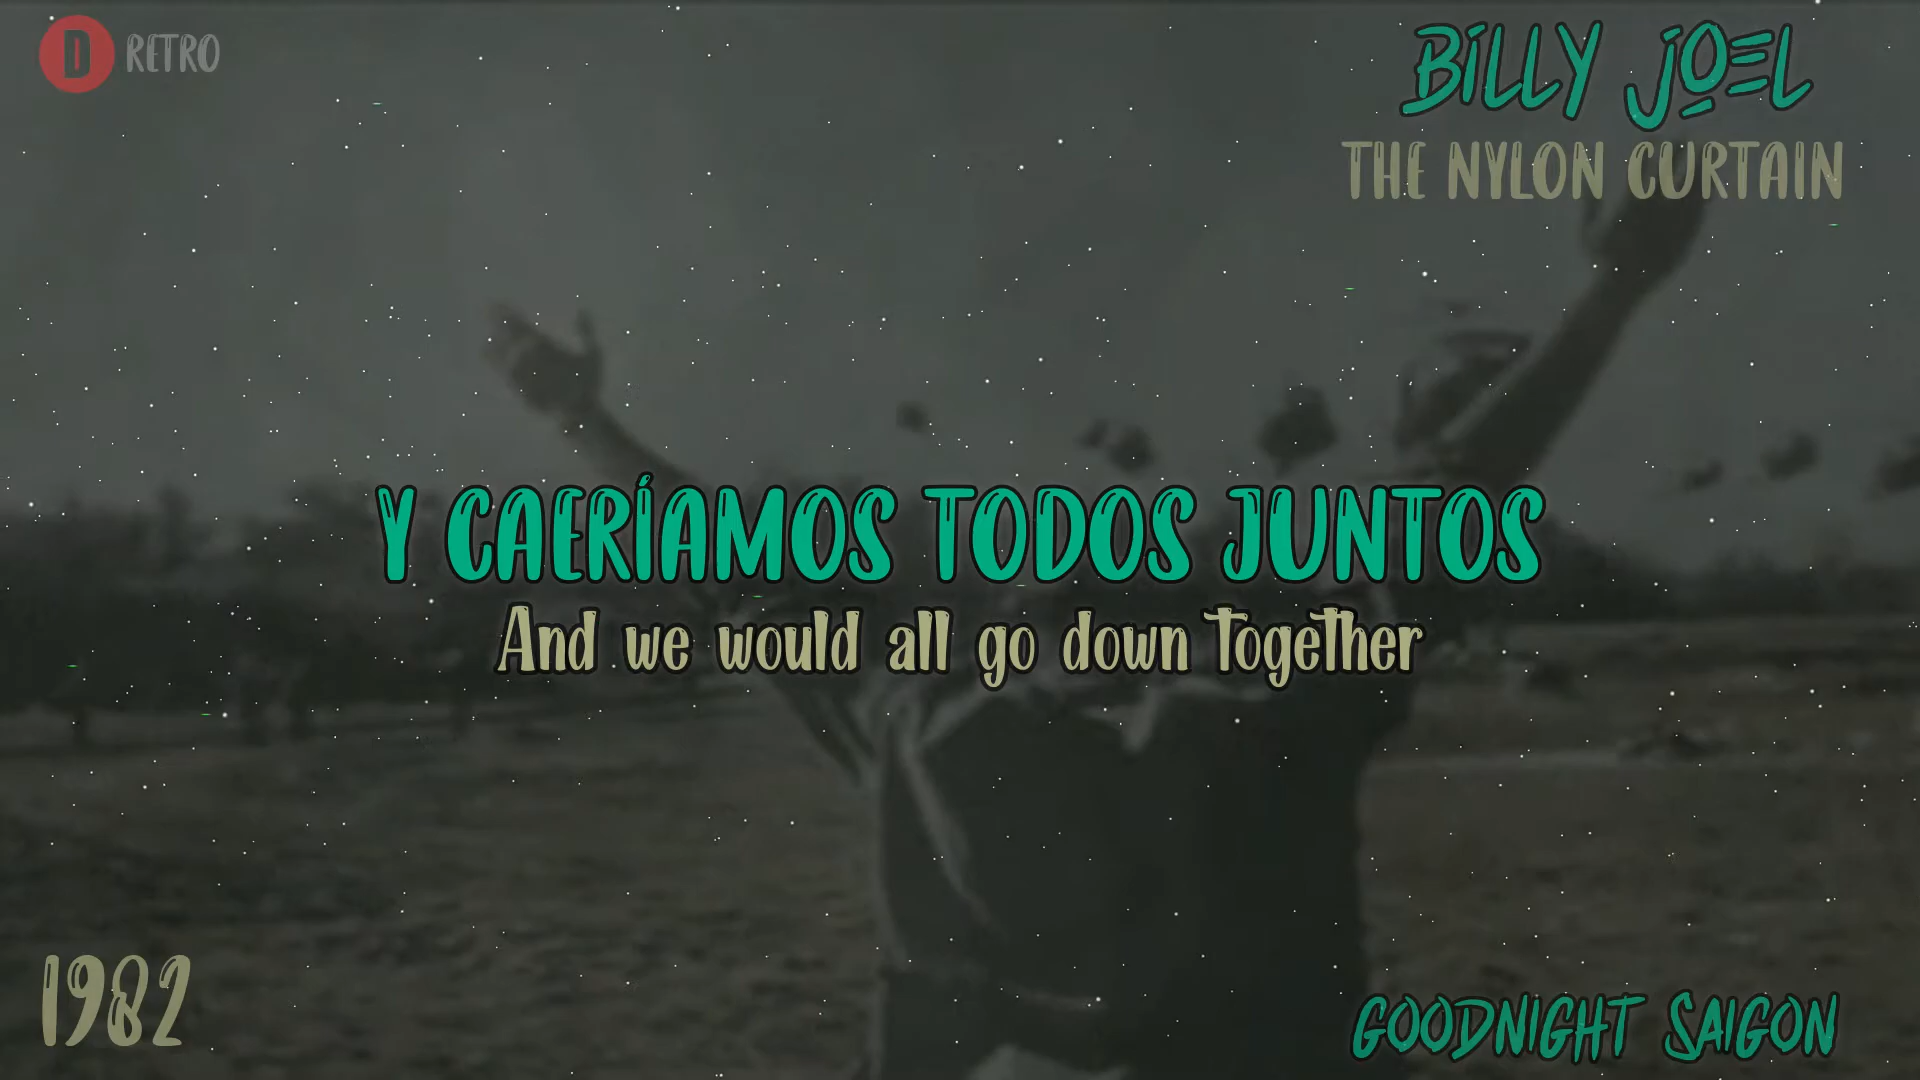 D RETRO
BILLY JOEL
THE NYLON CURTAIN
Y CAERÍAMOS TODOS JUNTOS
And we would all go down together
1982
GOODNIGHT SAIGON